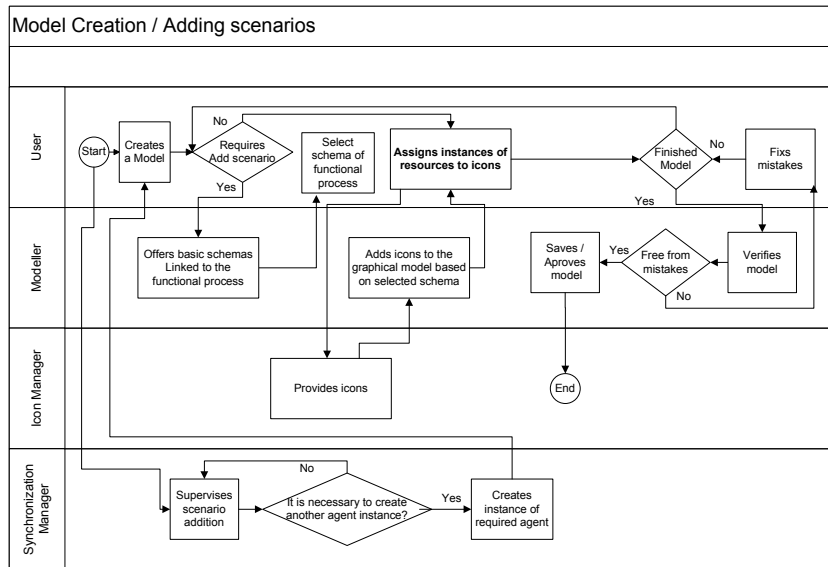 Model Creation / Adding scenarios
User
Start
Creates
a Model
Requires
Add scenario
No
Yes
Select
schema of
functional
process
Assigns instances of
resources to icons
Finished
Model
No
Yes
Fixs
mistakes
Modeller
Offers basic schemas
Linked to the
functional process
Adds icons to the
graphical model based
on selected schema
Saves /
Aproves
model
Yes
Free from
mistakes
No
Verifies
model
Icon Manager
Provides icons
End
Synchronization
Manager
Supervises
scenario
addition
No
It is necessary to create
another agent instance?
Yes
Creates
instance of
required agent